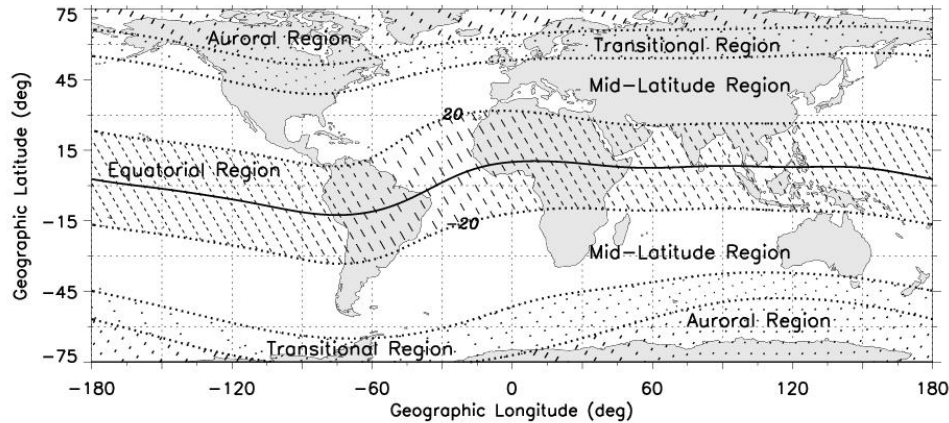 75
Auroral Region
Transitional Region
45
Mid-Latitude Region
20
15
Equatorial Region
-15
-20
Mid-Latitude Region
-45
Auroral Region
Transitional Region
-75
-180
-120
-60
0
60
120
180
Geographic Longitude (deg)
Geographic Latitude (deg)